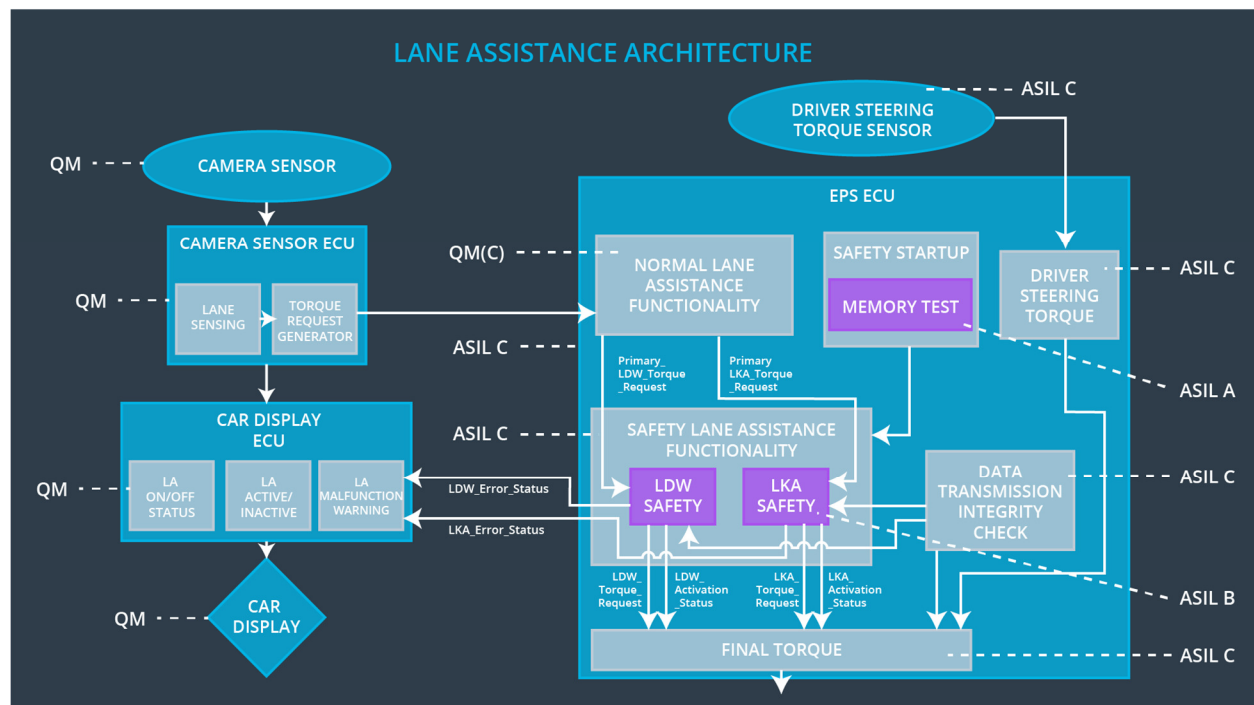 LANE ASSISTANCE ARCHITECTURE
ASIL C
DRIVER STEERING
TORQUE SENSOR
QM
CAMERA SENSOR
EPS ECU
CAMERA SENSOR ECU
QM(C)
NORMAL LANE
ASSISTANCE
FUNCTIONALITY
SAFETY STARTUP
MEMORY TEST
DRIVER
STEERING
TORQUE
ASIL C
QM
LANE
SENSING
TORQUE
REQUEST
GENERATOR
ASIL C
Primary_
LDW_Torque
_Request
Primary
LKA_Torque
_Request
ASIL A
CAR DISPLAY
ECU
ASIL C
SAFETY LANE ASSISTANCE
FUNCTIONALITY
QM
LA
ON/OFF
STATUS
LA
ACTIVE/
INACTIVE
LA
MALFUNCTION
WARNING
LDW_Error_Status
LKA_Error_Status
LDW
SAFETY
LKA
SAFETY
DATA
TRANSMISSION
INTEGRITY
CHECK
ASIL C
LDW_
Torque_
Request
LDW_
Activation
_Status
LKA_
Torque_
Request
LKA_
Activation
_Status
ASIL B
QM
CAR
DISPLAY
FINAL TORQUE
ASIL C